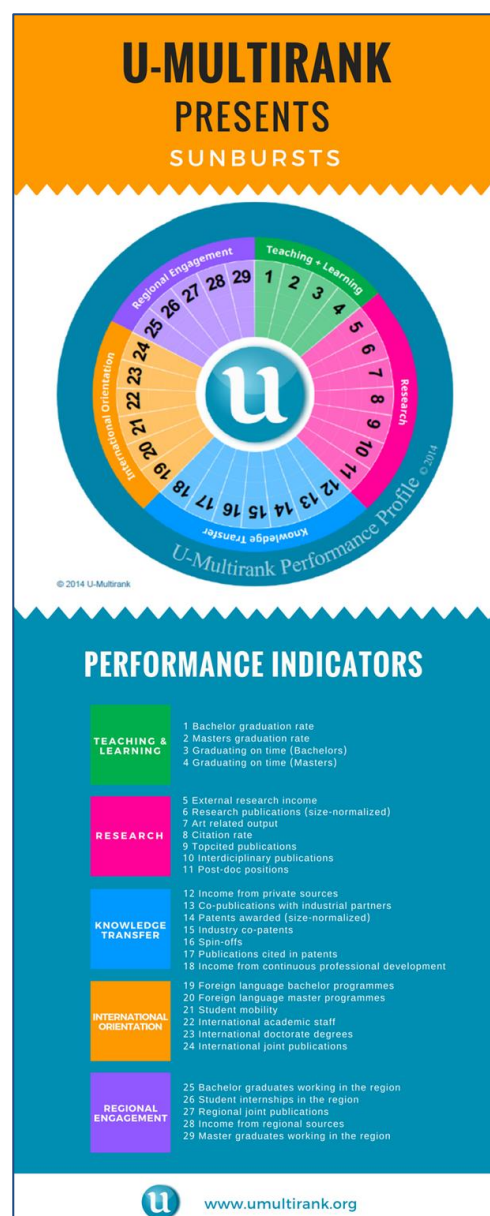 U-MULTIRANK
PRESENTS
SUNBURSTS
Teaching + Learning
1 2 3 4
Research
5 6 7 8 9 10 11
Knowledge Transfer
12 13 14 15 16 17 18
International Orientation
19 20 21 22 23 24
Regional Engagement
25 26 27 28 29
u
U-Multirank Performance Profile © 2014
© 2014 U-Multirank
PERFORMANCE INDICATORS
TEACHING &
LEARNING
1 Bachelor graduation rate
2 Masters graduation rate
3 Graduating on time (Bachelors)
4 Graduating on time (Masters)
RESEARCH
5 External research income
6 Research publications (size-normalized)
7 Art related output
8 Citation rate
9 Topcited publications
10 Interdiciplinary publications
11 Post-doc positions
KNOWLEDGE
TRANSFER
12 Income from private sources
13 Co-publications with industrial partners
14 Patents awarded (size-normalized)
15 Industry co-patents
16 Spin-offs
17 Publications cited in patents
18 Income from continuous professional development
INTERNATIONAL
ORIENTATION
19 Foreign language bachelor programmes
20 Foreign language master programmes
21 Student mobility
22 International academic staff
23 International doctorate degrees
24 International joint publications
REGIONAL
ENGAGEMENT
25 Bachelor graduates working in the region
26 Student internships in the region
27 Regional joint publications
28 Income from regional sources
29 Master graduates working in the region
u
www.umultirank.org